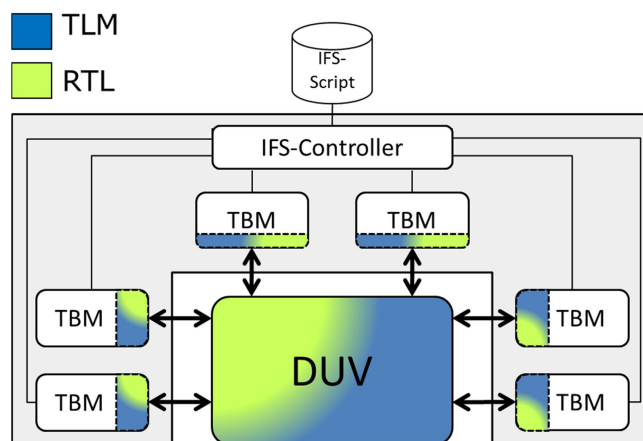 TLM
RTL
IFS-
Script
IFS-Controller
TBM
TBM
TBM
TBM
DUV
TBM
TBM